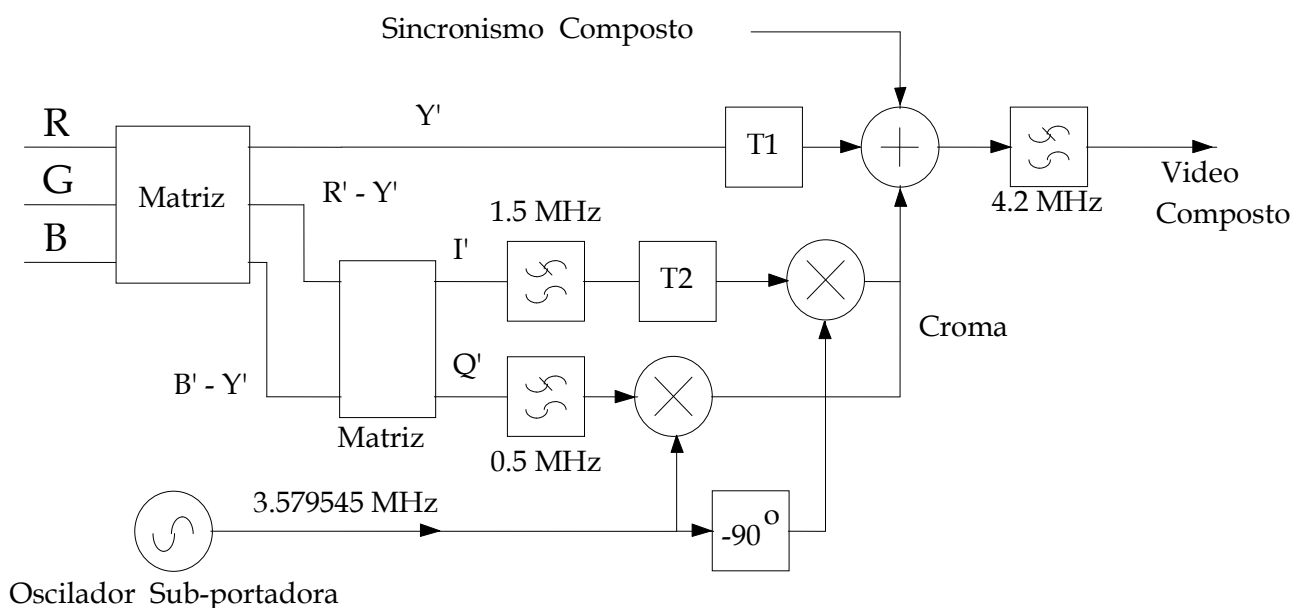 Sincronismo Composto
R
Y'
T1
G
Matriz
R' - Y'
1.5 MHz
4.2 MHz
Video
Composto
B
I'
T2
Croma
B' - Y'
Q'
Matriz
0.5 MHz
3.579545 MHz
-90°
Oscilador Sub-portadora